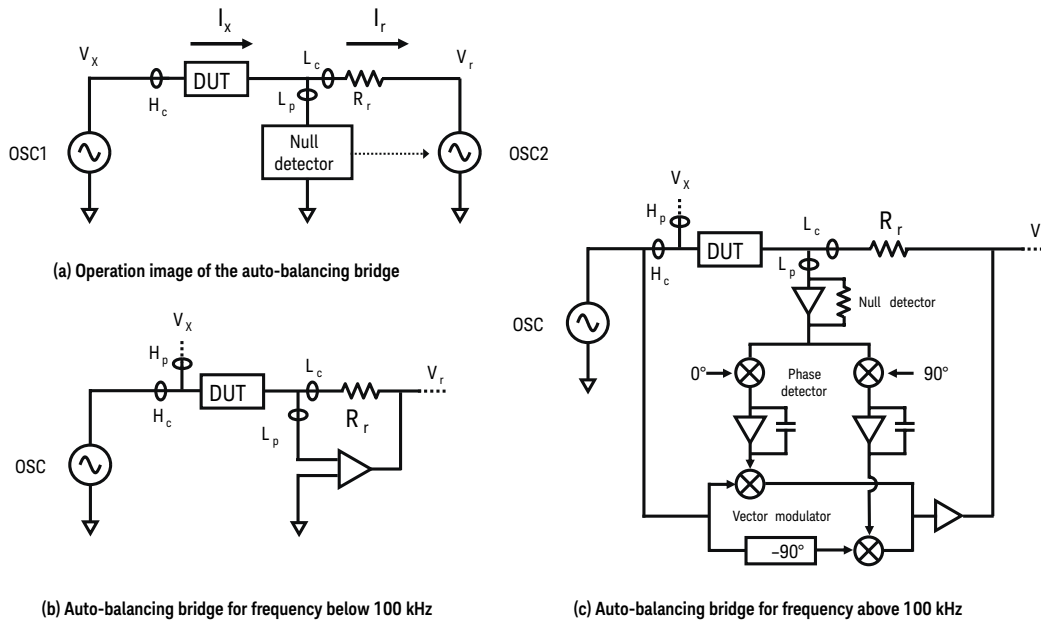 I x
I r
V x
L c
V r
DUT
H c
L p
R r
OSC1
Null
detector
OSC2
(a) Operation image of the auto-balancing bridge
V x
H p
L c
V r
DUT
H c
R r
L p
OSC
(b) Auto-balancing bridge for frequency below 100 kHz
V x
H p
L c
R r
V
DUT
H c
L p
Null detector
OSC
0°
Phase
detector
90°
Vector modulator
–90°
(c) Auto-balancing bridge for frequency above 100 kHz